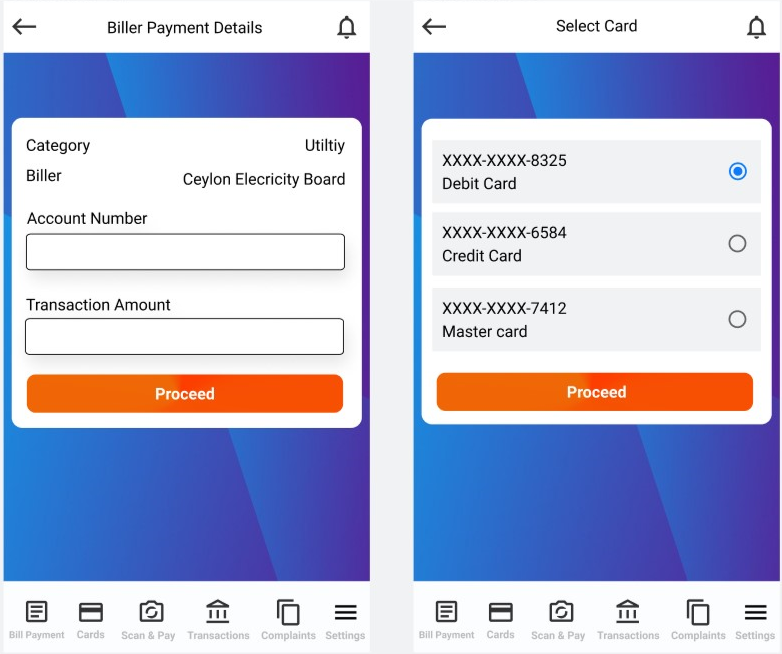 Biller Payment Details
Category Utiltiy
Biller Ceylon Elecricity Board
Account Number
Transaction Amount
Proceed
Bill Payment Cards Scan & Pay Transactions Complaints Settings
Select Card
XXXX-XXXX-8325
Debit Card
XXXX-XXXX-6584
Credit Card
XXXX-XXXX-7412
Master card
Proceed
Bill Payment Cards Scan & Pay Transactions Complaints Settings